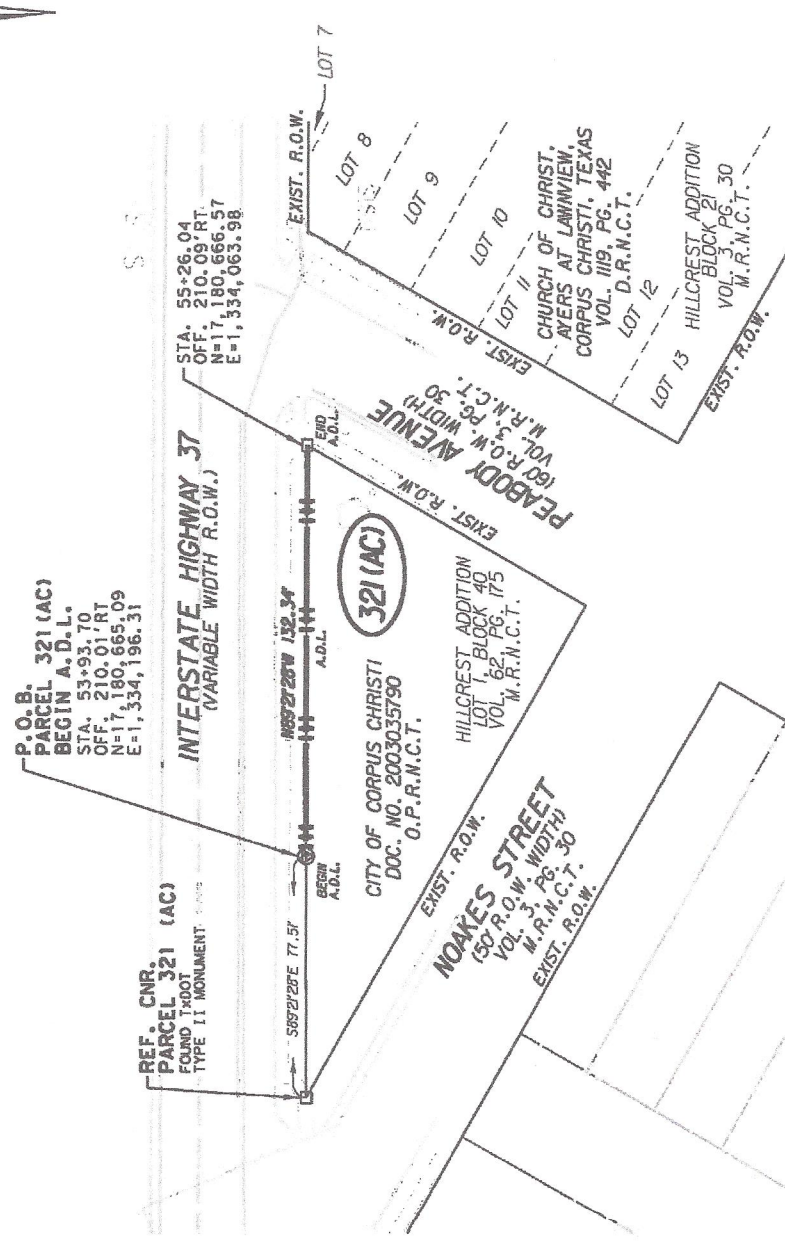 P.O.B.
PARCEL 321 (AC)
BEGIN A.D.L.
STA. 53+93.70
OFF. 210.01' RT
N=17,180,665.09
E=1,334,196.31
REF. CNR.
PARCEL 321 (AC)
FOUND TXDOT
TYPE II MONUMENT
INTERSTATE HIGHWAY 37
(VARIABLE WIDTH R.O.W.)
STA. 55+26.04
OFF. 210.09' RT.
N=17,180,666.57
E=1,334,063.98
S89°21'28"E 77.51'
BEGIN
A.D.L.
N89°21'28"W 132.34'
A.D.L.
END
A.D.L.
321 (AC)
CITY OF CORPUS CHRISTI
DOC. NO. 2003035790
O.P.R.N.C.T.
HILLCREST ADDITION
LOT 1, BLOCK 40
VOL. 62, PG. 175
M.R.N.C.T.
EXIST. R.O.W.
EXIST. R.O.W.
NOAKES STREET
(50' R.O.W. WIDTH)
VOL. 3, PG. 30
M.R.N.C.T.
EXIST. R.O.W.
PEABODY AVENUE
(60' R.O.W. WIDTH)
VOL. 3, PG. 30
M.R.N.C.T.
EXIST. R.O.W.
EXIST. R.O.W.
LOT 7
LOT 8
LOT 9
LOT 10
LOT 11
LOT 12
LOT 13
CHURCH OF CHRIST,
AYERS AT LAWNVIEW,
CORPUS CHRISTI, TEXAS
VOL. 1119, PG. 442
D.R.N.C.T.
HILLCREST ADDITION
BLOCK 21
VOL. 3, PG. 30
M.R.N.C.T.
EXIST. R.O.W.